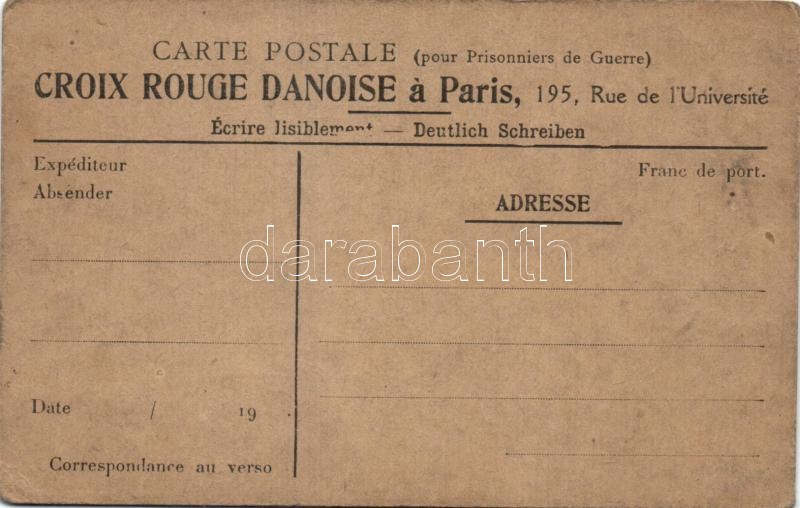 CARTE POSTALE (pour Prisonniers de Guerre)
CROIX ROUGE DANOISE à Paris, 195, Rue de l'Université
Écrire lisiblement — Deutlich Schreiben
Expéditeur
Absender
Franc de port.
ADRESSE
darabanth
Date / 19
Correspondance au verso